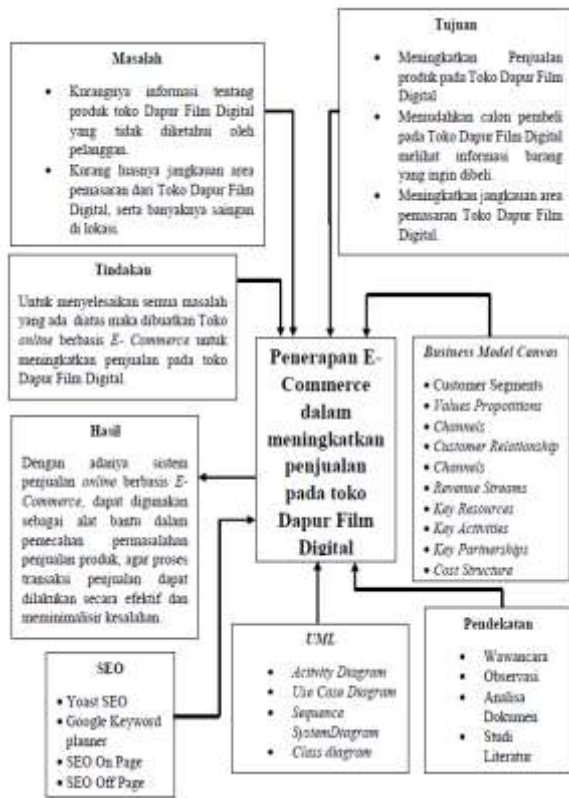 Masalah
• Kurangnya informasi tentang
produk toko Dapur Film Digital
yang tidak diketahui oleh
pelanggan.
• Kurang luasnya jangkauan area
pemasaran dari Toko Dapur Film
Digital, serta banyaknya saingan
di lokasi.
Tujuan
• Meningkatkan Penjualan
produk pada Toko Dapur Film
Digital
• Memudahkan calon pembeli
pada Toko Dapur Film Digital
melihat informasi barang
yang ingin dibeli.
• Meningkatkan jangkauan area
pemasaran Toko Dapur Film
Digital.
Tindakan
Untuk menyelesaikan semua masalah
yang ada diatas maka dibuatkan Toko
online berbasis E- Commerce untuk
meningkatkan penjualan pada toko
Dapur Film Digital
Penerapan E-
Commerce
dalam
meningkatkan
penjualan
pada toko
Dapur Film
Digital
Business Model Canvas
• Customer Segments
• Values Propotitions
• Channels
• Customer Relationship
• Channels
• Revenue Streams
• Key Resources
• Key Activities
• Key Partnerships
• Cost Structure
Hasil
Dengan adanya sistem
penjualan online berbasis E-
Commerce, dapat digunakan
sebagai alat bantu dalam
pemecahan permasalahan
penjualan produk, agar proses
transaksi penjualan dapat
dilakukan secara efektif dan
meminimalisir kesalahan.
SEO
• Yoast SEO
• Google Keyword
planner
• SEO On Page
• SEO Off Page
UML
• Activity Diagram
• Use Case Diagram
• Sequence
SystemDiagram
• Class diagram
Pendekatan
• Wawancara
• Observasi
• Analisa
Dokumen
• Studi
Literatur